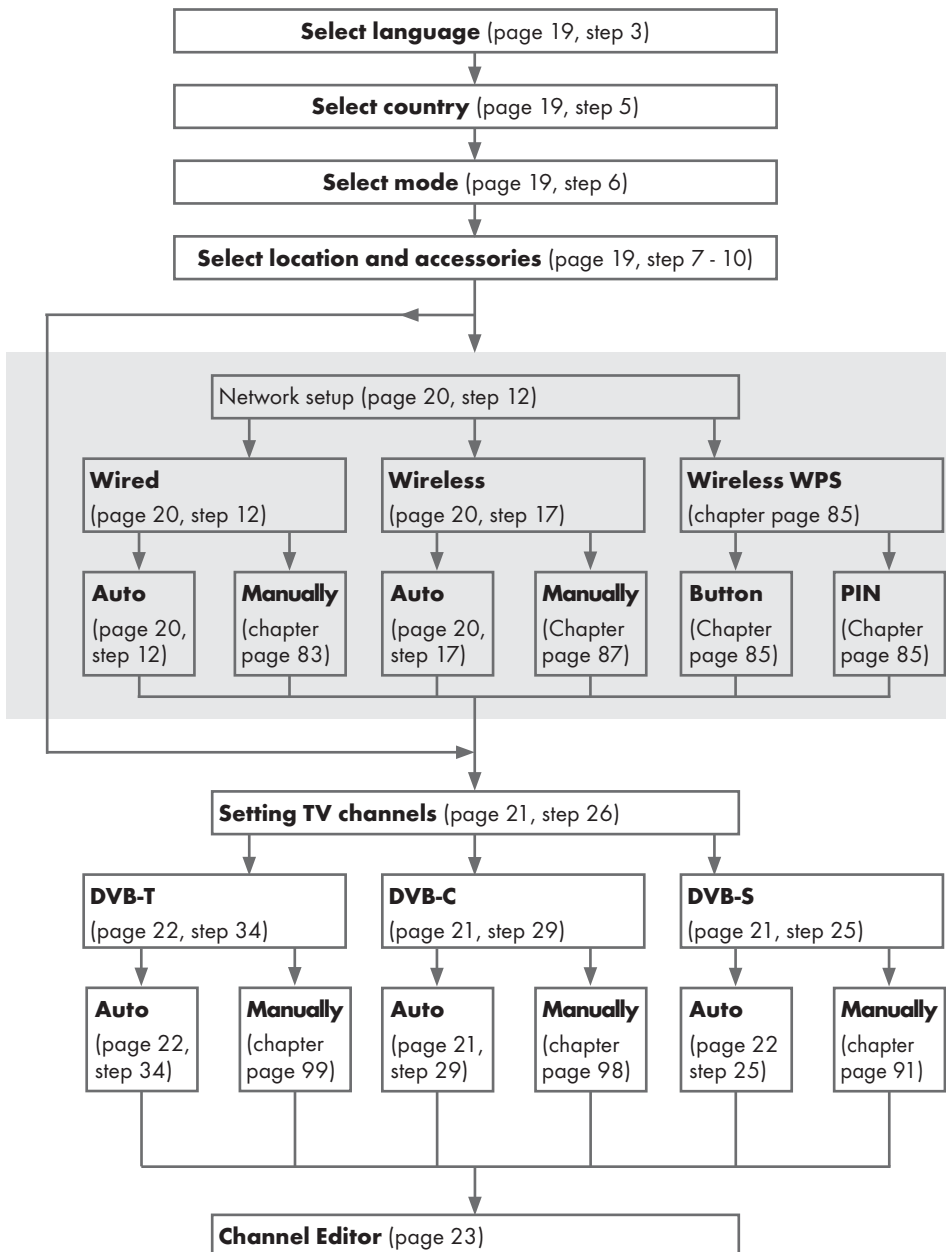 Select language (page 19, step 3)
Select country (page 19, step 5)
Select mode (page 19, step 6)
Select location and accessories (page 19, step 7 - 10)
Network setup (page 20, step 12)
Wired
(page 20, step 12)
Wireless
(page 20, step 17)
Wireless WPS
(chapter page 85)
Auto
(page 20,
step 12)
Manually
(chapter
page 83)
Auto
(page 20,
step 17)
Manually
(Chapter
page 87)
Button
(Chapter
page 85)
PIN
(Chapter
page 85)
Setting TV channels (page 21, step 26)
DVB-T
(page 22, step 34)
DVB-C
(page 21, step 29)
DVB-S
(page 21, step 25)
Auto
(page 22,
step 34)
Manually
(chapter
page 99)
Auto
(page 21,
step 29)
Manually
(chapter
page 98)
Auto
(page 22
step 25)
Manually
(chapter
page 91)
Channel Editor (page 23)